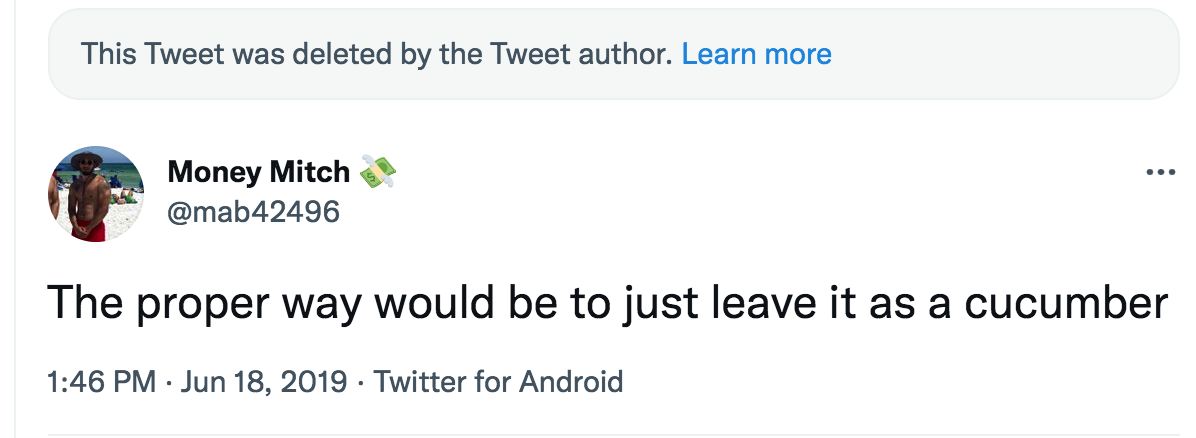 This Tweet was deleted by the Tweet author. Learn more
Money Mitch 💸
@mab42496
The proper way would be to just leave it as a cucumber
1:46 PM · Jun 18, 2019 · Twitter for Android